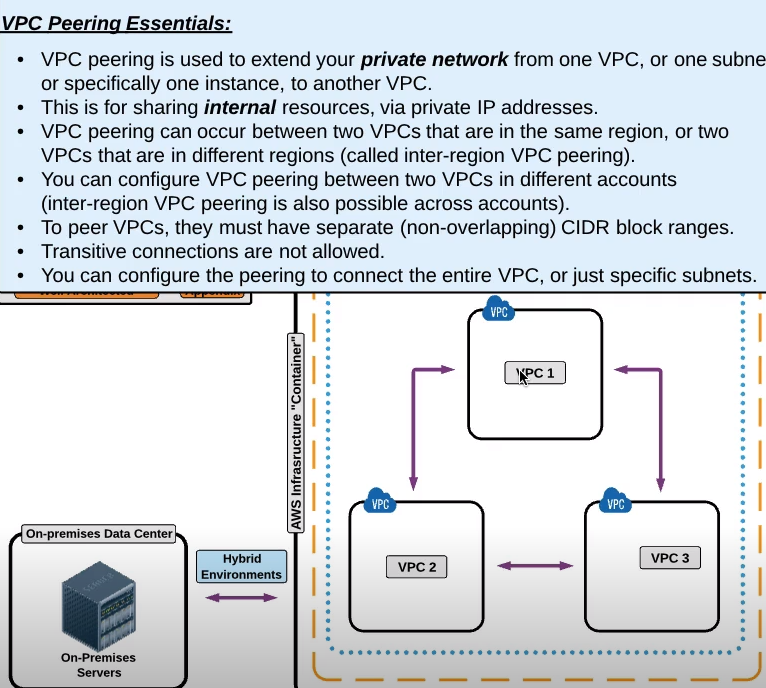 VPC Peering Essentials:
• VPC peering is used to extend your private network from one VPC, or one subne
or specifically one instance, to another VPC.
• This is for sharing internal resources, via private IP addresses.
• VPC peering can occur between two VPCs that are in the same region, or two
VPCs that are in different regions (called inter-region VPC peering).
• You can configure VPC peering between two VPCs in different accounts
(inter-region VPC peering is also possible across accounts).
• To peer VPCs, they must have separate (non-overlapping) CIDR block ranges.
• Transitive connections are not allowed.
• You can configure the peering to connect the entire VPC, or just specific subnets.
VPC
VPC 1
AWS Infrasructure "Container"
VPC
VPC 2
VPC
VPC 3
On-premises Data Center
Hybrid
Environments
On-Premises
Servers